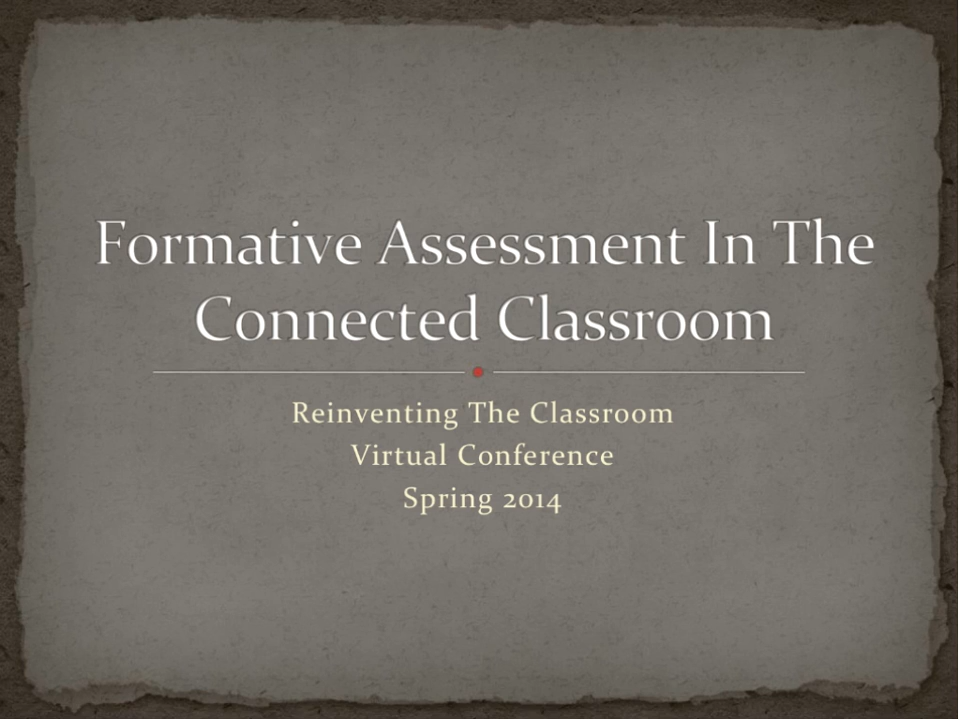 Formative Assessment In The
Connected Classroom
Reinventing The Classroom
Virtual Conference
Spring 2014